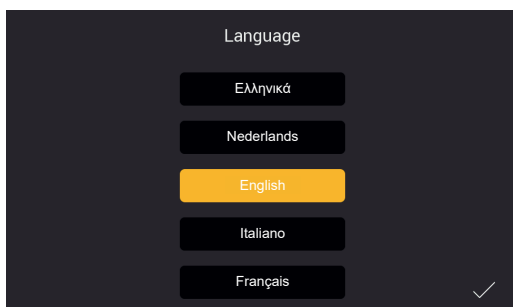 Language
Ελληνικά
Nederlands
English
Italiano
Français